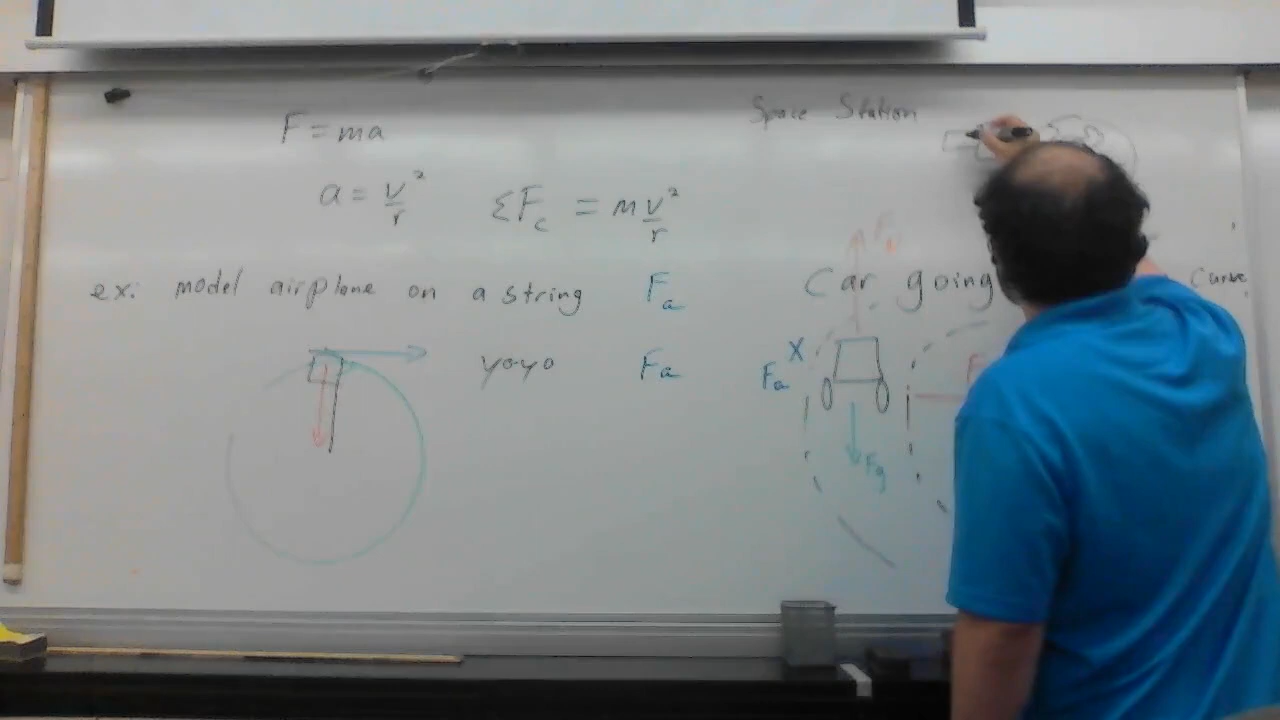 F = ma
a = v²/r
ΣF_c = m v²/r
ex: model airplane on a string F_a
yoyo F_a
Space Station
Car going
Curve
F_a X
F_g